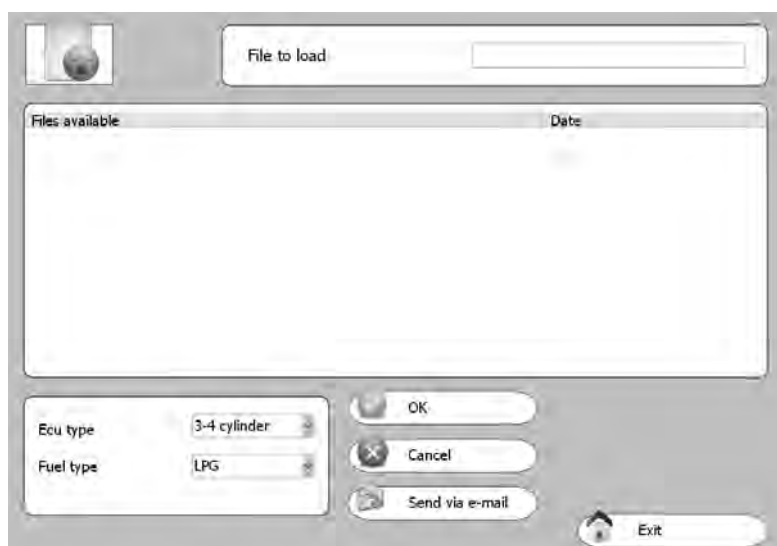 File to load
Files available Date
Ecu type 3-4 cylinder
Fuel type LPG
OK
Cancel
Send via e-mail
Exit